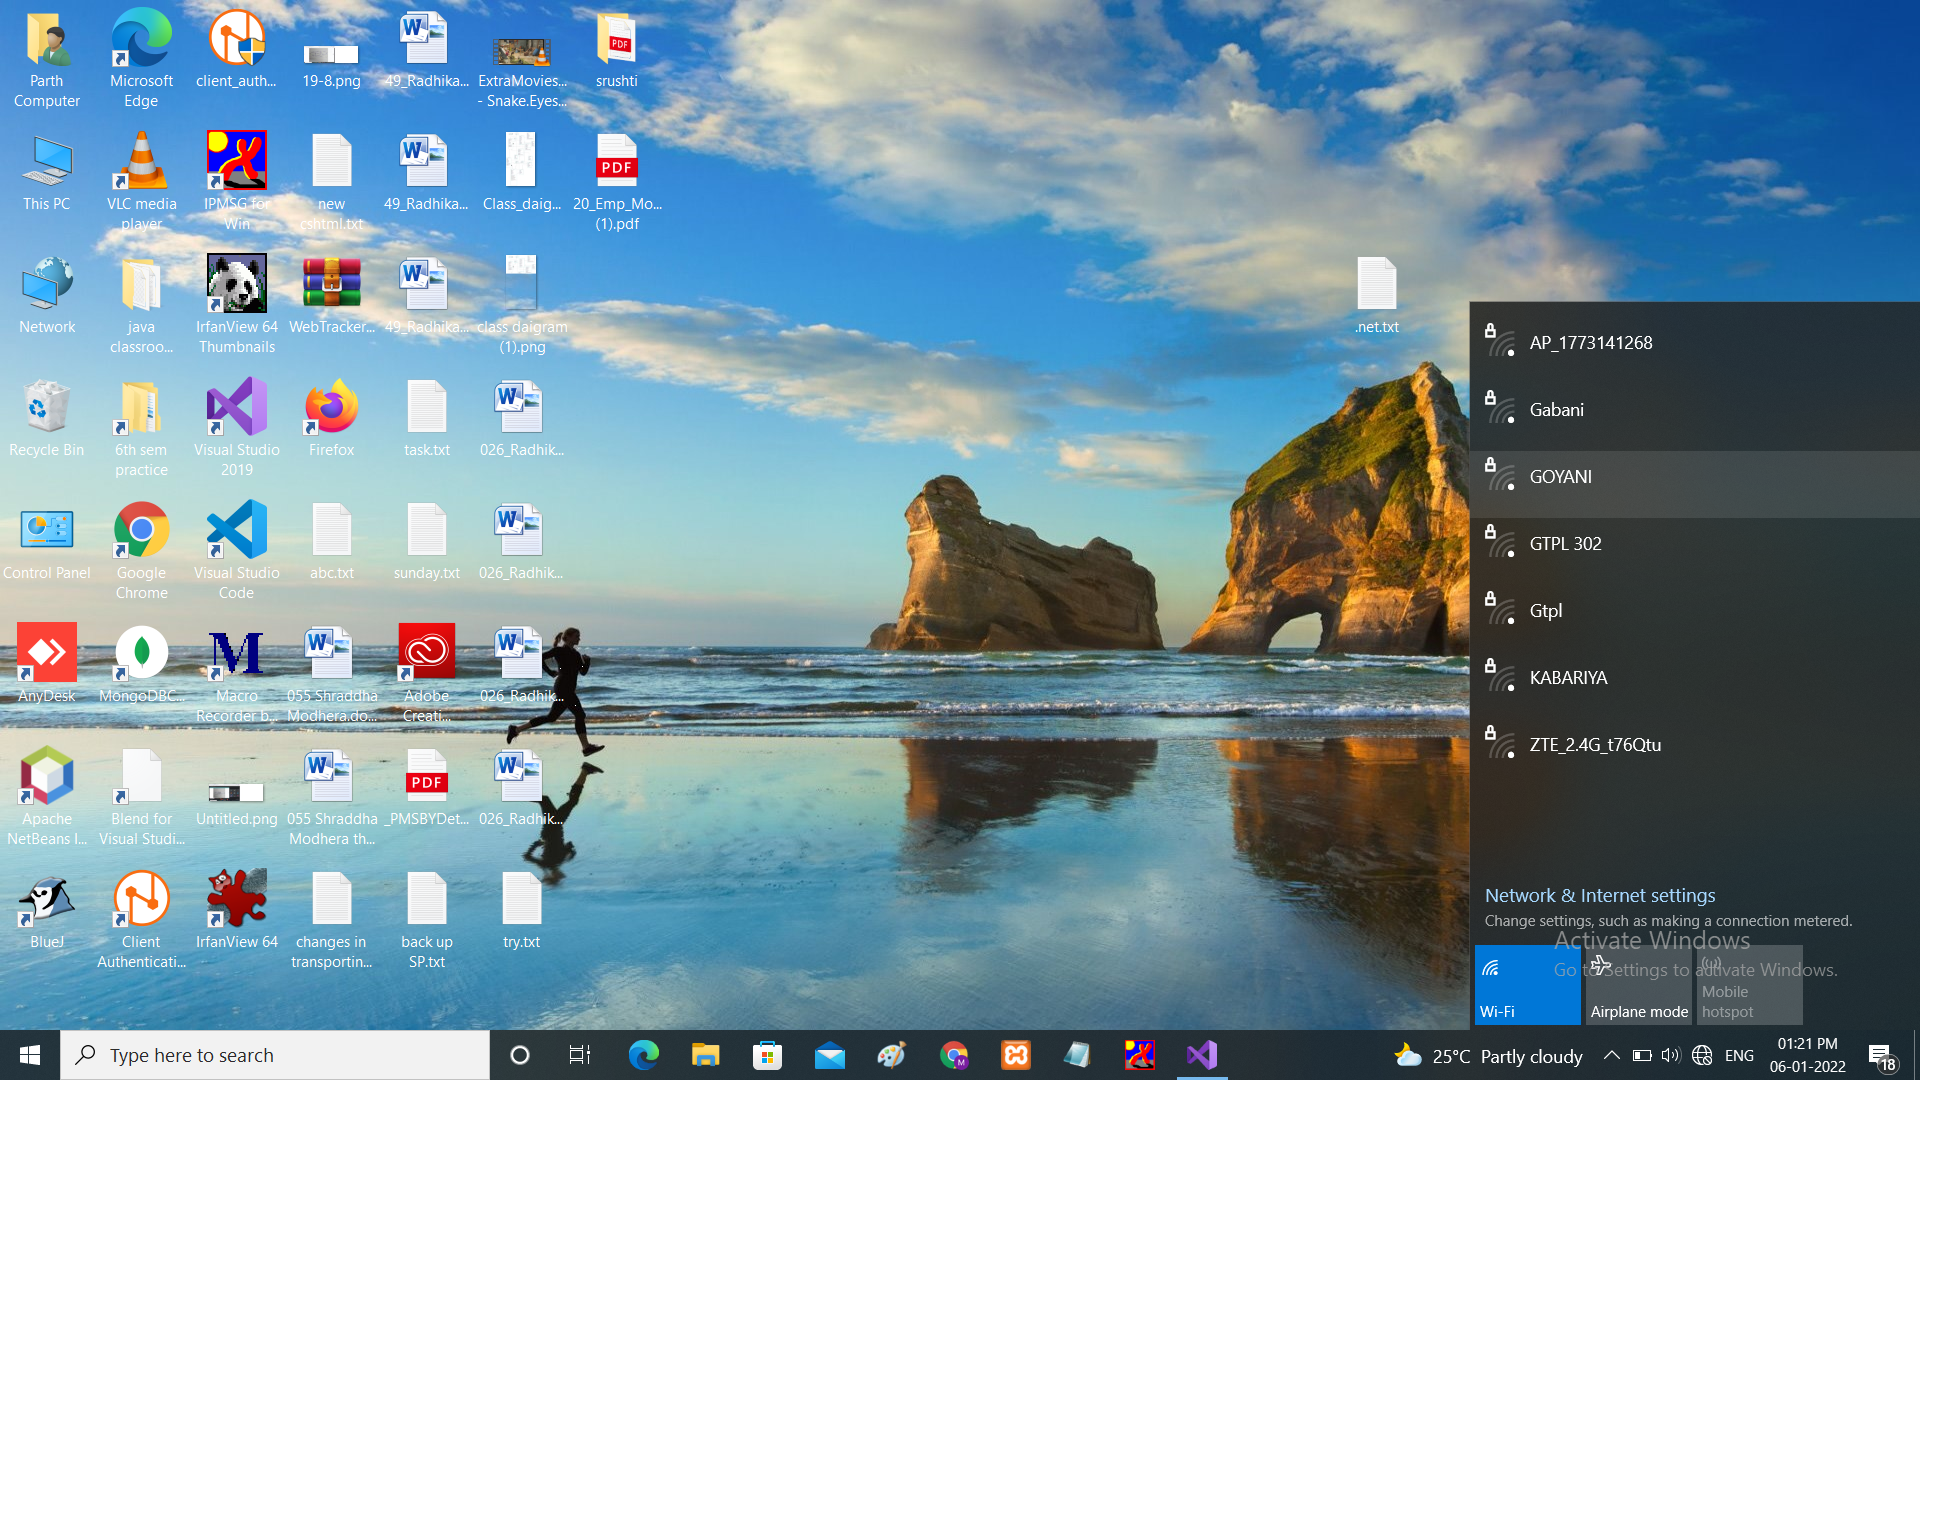 Parth
Computer
Microsoft
Edge
client_auth...
19-8.png
49_Radhika...
ExtraMovies...
- Snake.Eyes...
srushti
PDF
This PC
VLC media
player
IPMSG for
Win
new
cshtml.txt
49_Radhika...
Class_daig...
PDF
20_Emp_Mo...
(1).pdf
Network
java
classroo...
IrfanView 64
Thumbnails
WebTracker...
49_Radhika...
class daigram
(1).png
.net.txt
Recycle Bin
6th sem
practice
Visual Studio
2019
Firefox
task.txt
026_Radhik...
Control Panel
Google
Chrome
Visual Studio
Code
abc.txt
sunday.txt
026_Radhik...
AnyDesk
MongoDBC...
Macro
Recorder b...
055 Shraddha
Modhera.do...
Adobe
Creati...
026_Radhik...
Apache
NetBeans I...
Blend for
Visual Studi...
Untitled.png
055 Shraddha
Modhera th...
PDF
_PMSBYDet...
026_Radhik...
BlueJ
Client
Authenticati...
IrfanView 64
changes in
transportin...
back up
SP.txt
try.txt
AP_1773141268
Gabani
GOYANI
GTPL 302
Gtpl
KABARIYA
ZTE_2.4G_t76Qtu
Network & Internet settings
Change settings, such as making a connection metered.
Activate Windows
Go to Settings to activate Windows.
Wi-Fi
Airplane mode
Mobile
hotspot
Type here to search
25°C Partly cloudy
ENG
01:21 PM
06-01-2022
18